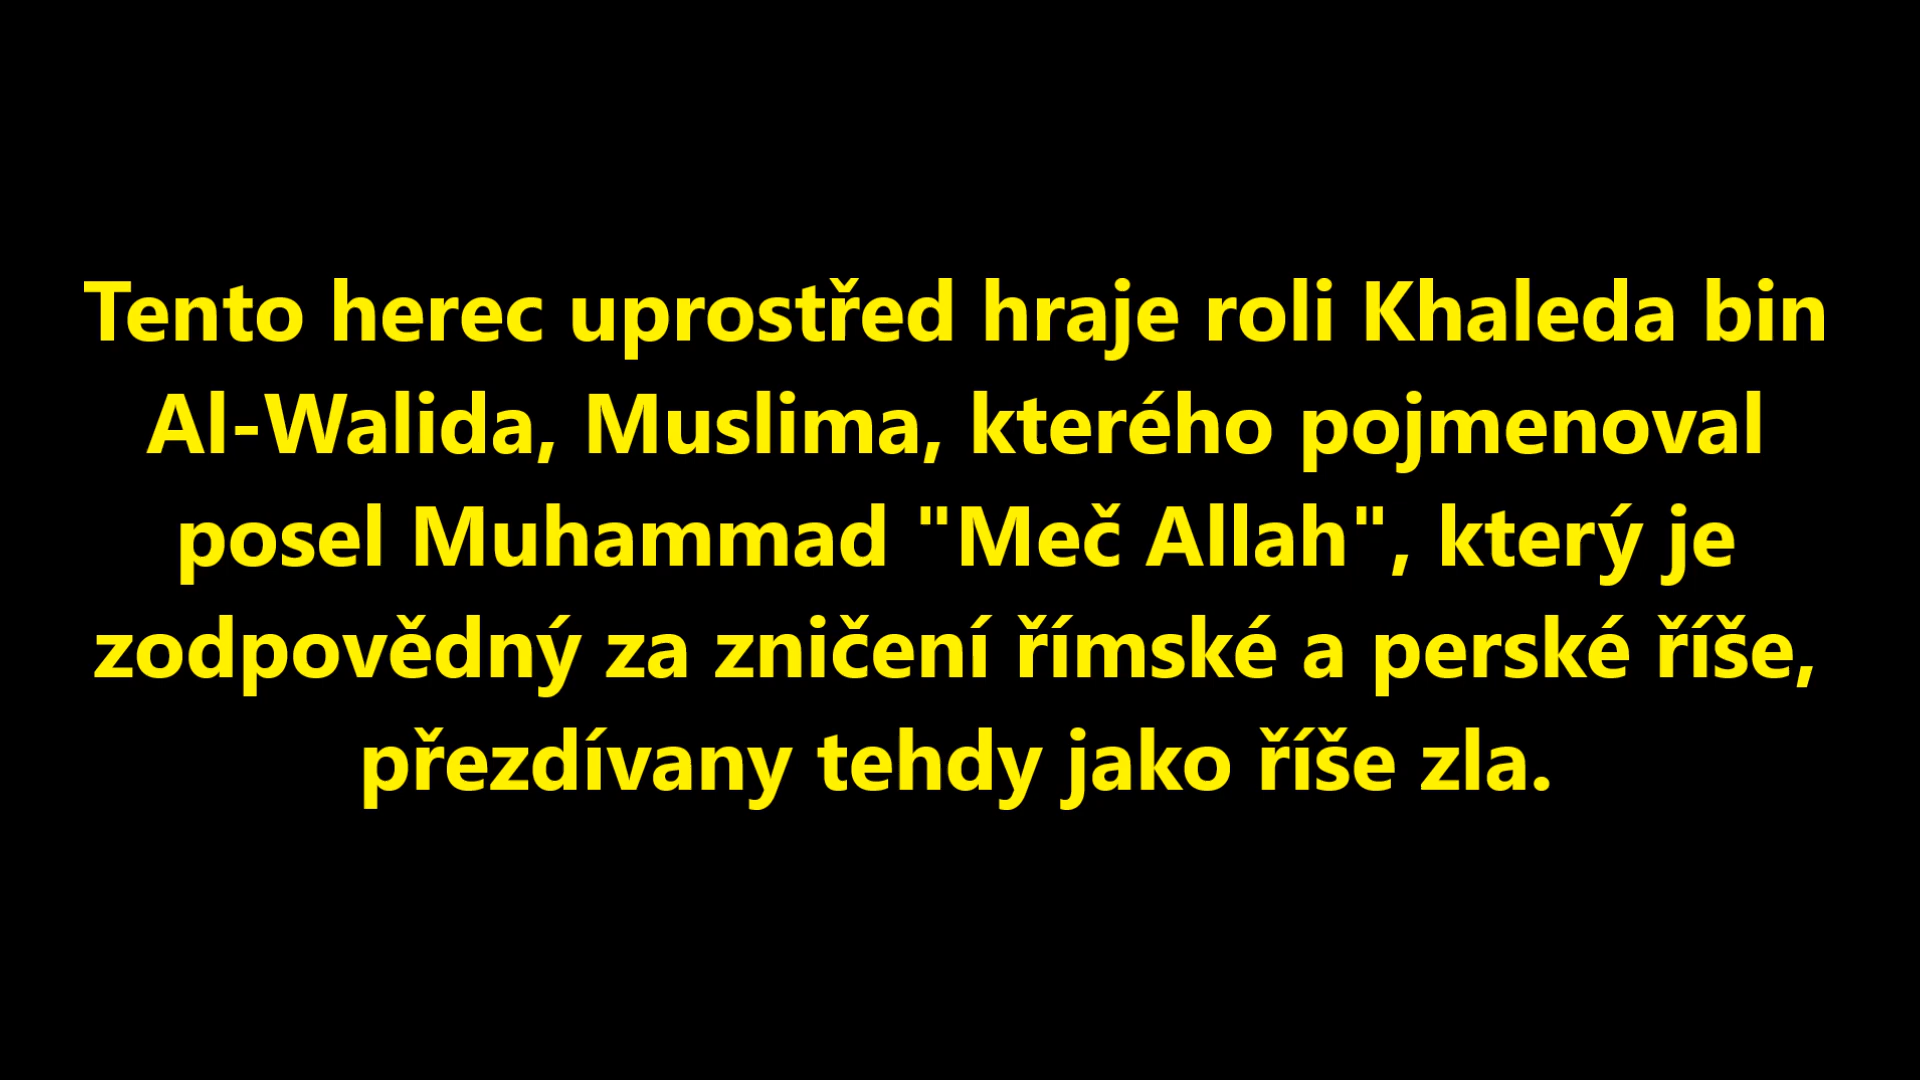 Tento herec uprostřed hraje roli Khaleda bin
Al-Walida, Muslima, kterého pojmenoval
posel Muhammad "Meč Allah", který je
zodpovědný za zničení římské a perské říše,
přezdívany tehdy jako říše zla.